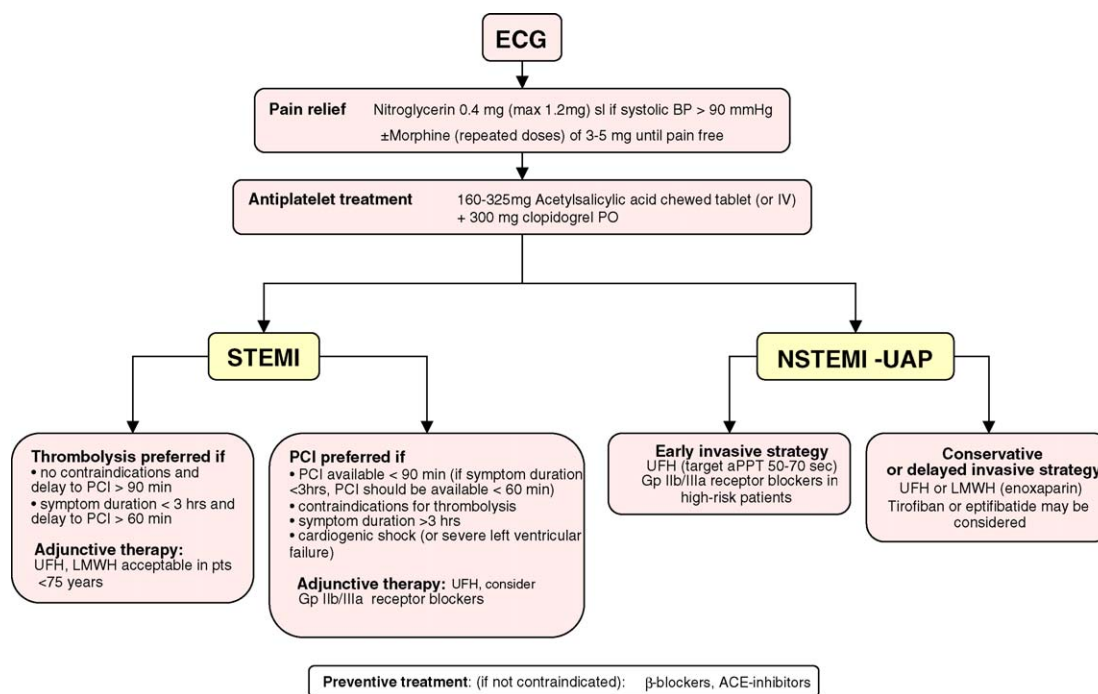 ECG
Pain relief Nitroglycerin 0.4 mg (max 1.2mg) sl if systolic BP > 90 mmHg
±Morphine (repeated doses) of 3-5 mg until pain free
Antiplatelet treatment 160-325mg Acetylsalicylic acid chewed tablet (or IV)
+ 300 mg clopidogrel PO
STEMI
NSTEMI -UAP
Thrombolysis preferred if
• no contraindications and
delay to PCI > 90 min
• symptom duration < 3 hrs and
delay to PCI > 60 min
Adjunctive therapy:
UFH, LMWH acceptable in pts
<75 years
PCI preferred if
• PCI available < 90 min (if symptom duration
<3hrs, PCI should be available < 60 min)
• contraindications for thrombolysis
• symptom duration >3 hrs
• cardiogenic shock (or severe left ventricular
failure)
Adjunctive therapy: UFH, consider
Gp IIb/IIIa receptor blockers
Early invasive strategy
UFH (target aPPT 50-70 sec)
Gp IIb/IIIa receptor blockers in
high-risk patients
Conservative
or delayed invasive strategy
UFH or LMWH (enoxaparin)
Tirofiban or eptifibatide may be
considered
Preventive treatment: (if not contraindicated): β-blockers, ACE-inhibitors